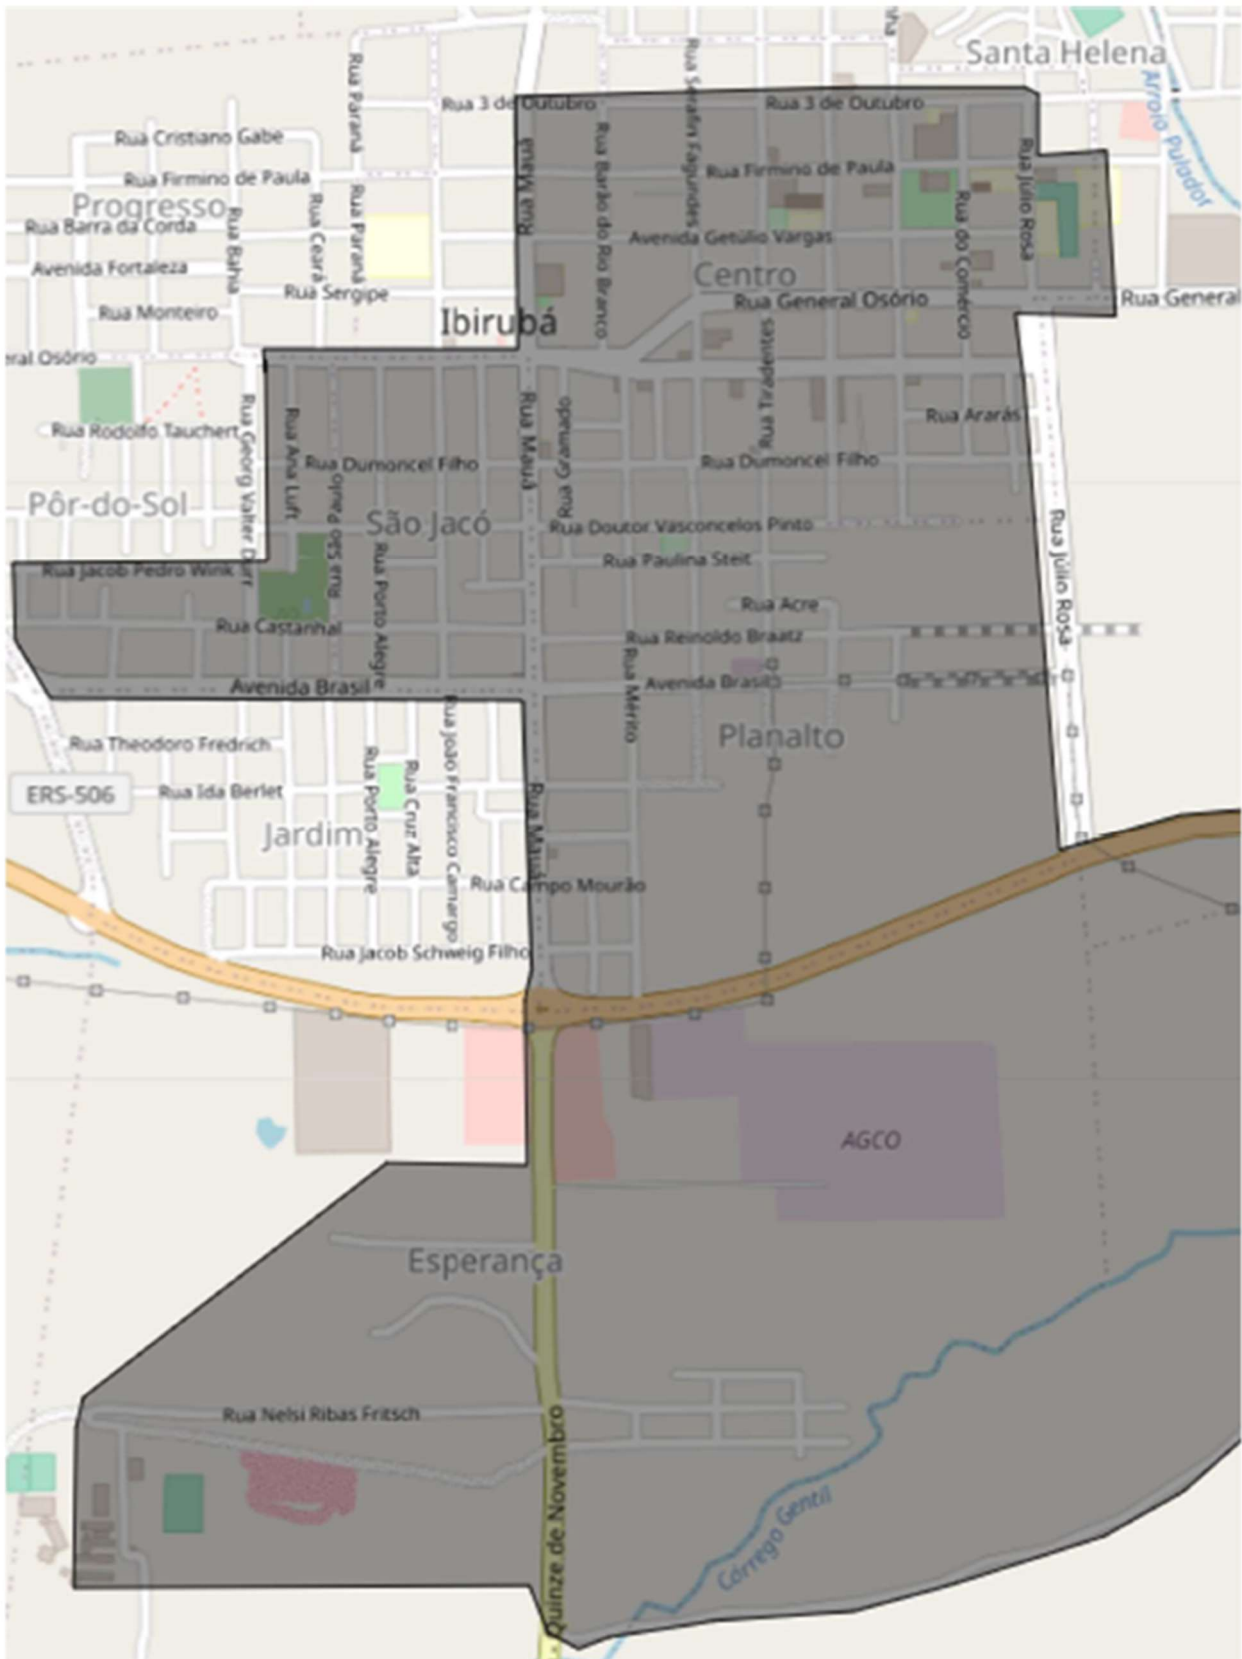 Santa Helena
Rua Paraná
Rua Serafin Fagundes
Arroio Pulador
Rua 3 de Outubro
Rua 3 de Outubro
Rua Cristiano Gabe
Rua Firmino de Paula
Rua Firmino de Paula
Progresso
Rua Barra da Corda
Rua Bahia
Rua Ceará
Rua Paraná
Rua Mauá
Rua Barão do Rio Branco
Rua Júlio Rosa
Rua do Comércio
Avenida Getúlio Vargas
Avenida Fortaleza
Centro
Rua Sergipe
Rua General Osório
Rua General
Rua Monteiro
Ibirubá
eral Osório
Rua Tiradentes
Rua Georg Valter Dürr
Rua Ana Luft
Rua Mauá
Rua Gramado
Rua Ararás
Rua Rodolfo Tauchert
Rua Dumoncel Filho
Rua Dumoncel Filho
Pôr-do-Sol
São Jacó
Rua São Paulo
Rua Doutor Vasconcelos Pinto
Rua Júlio Rosa
Rua Paulina Steit
Rua Jacob Pedro Wink
Rua Porto Alegre
Rua Acre
Rua Castanhal
Rua Reinoldo Braatz
Avenida Brasil
Rua Mérito
Avenida Brasil
Planalto
Rua Theodoro Fredrich
Rua João Francisco Camargo
ERS-506
Rua Ida Berlet
Rua Porto Alegre
Rua Cruz Alta
Rua Mauá
Jardim
Rua Campo Mourão
Rua Jacob Schweig Filho
AGCO
Esperança
Rua Nelsi Ribas Fritsch
Quinze de Novembro
Córrego Gentil